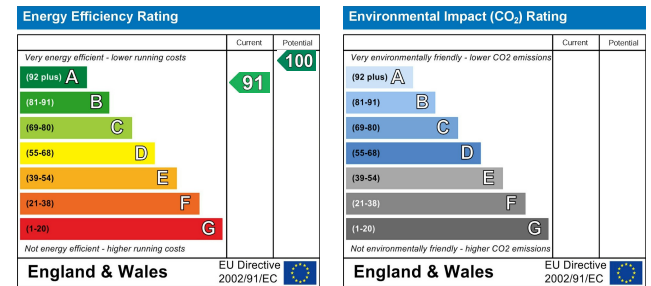 Energy Efficiency Rating
Current Potential
Very energy efficient - lower running costs
(92 plus) A
(81-91) B
(69-80) C
(55-68) D
(39-54) E
(21-38) F
(1-20) G
91
100
Not energy efficient - higher running costs
England & Wales
EU Directive
2002/91/EC
Environmental Impact (CO₂) Rating
Current Potential
Very environmentally friendly - lower CO2 emissions
(92 plus) A
(81-91) B
(69-80) C
(55-68) D
(39-54) E
(21-38) F
(1-20) G
Not environmentally friendly - higher CO2 emissions
England & Wales
EU Directive
2002/91/EC